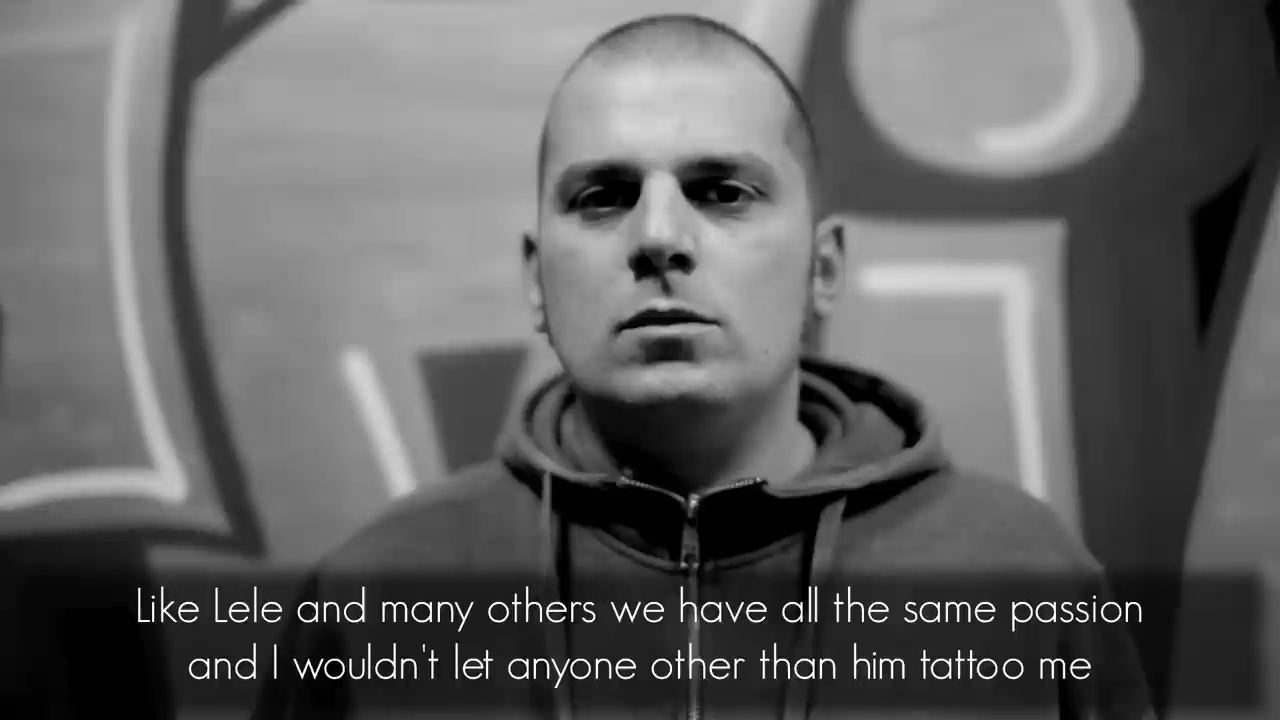 Like Lele and many others we have all the same passion
and I wouldn't let anyone other than him tattoo me